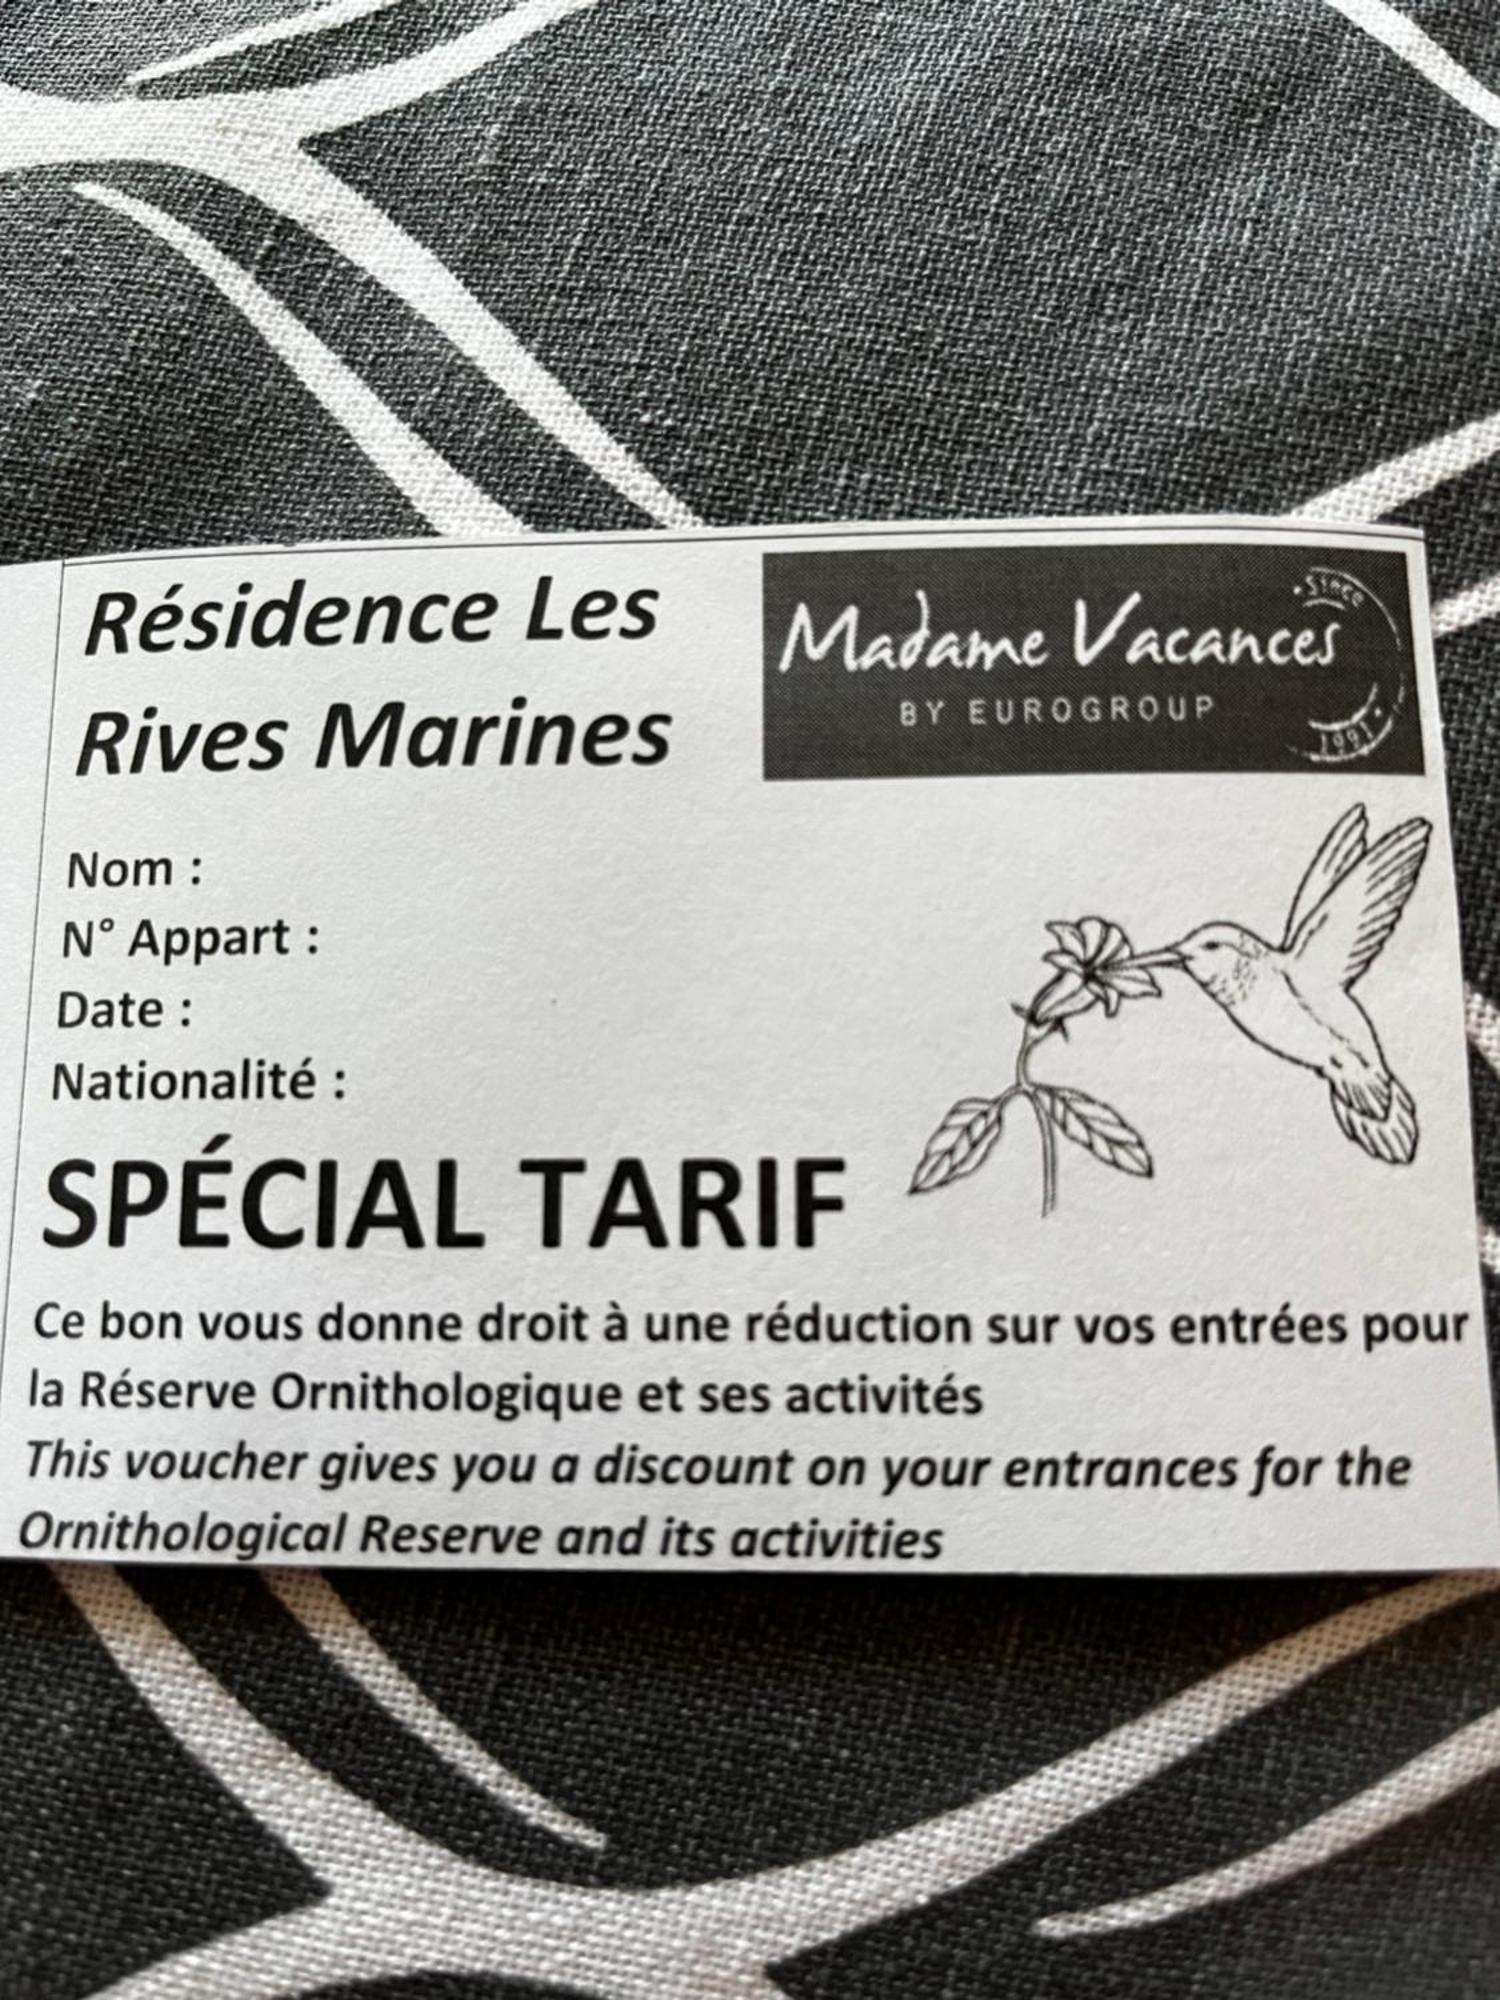 Résidence Les
Rives Marines
Madame Vacances
BY EUROGROUP
Since
1991
Nom :
N° Appart :
Date :
Nationalité :
SPÉCIAL TARIF
Ce bon vous donne droit à une réduction sur vos entrées pour
la Réserve Ornithologique et ses activités
This voucher gives you a discount on your entrances for the
Ornithological Reserve and its activities